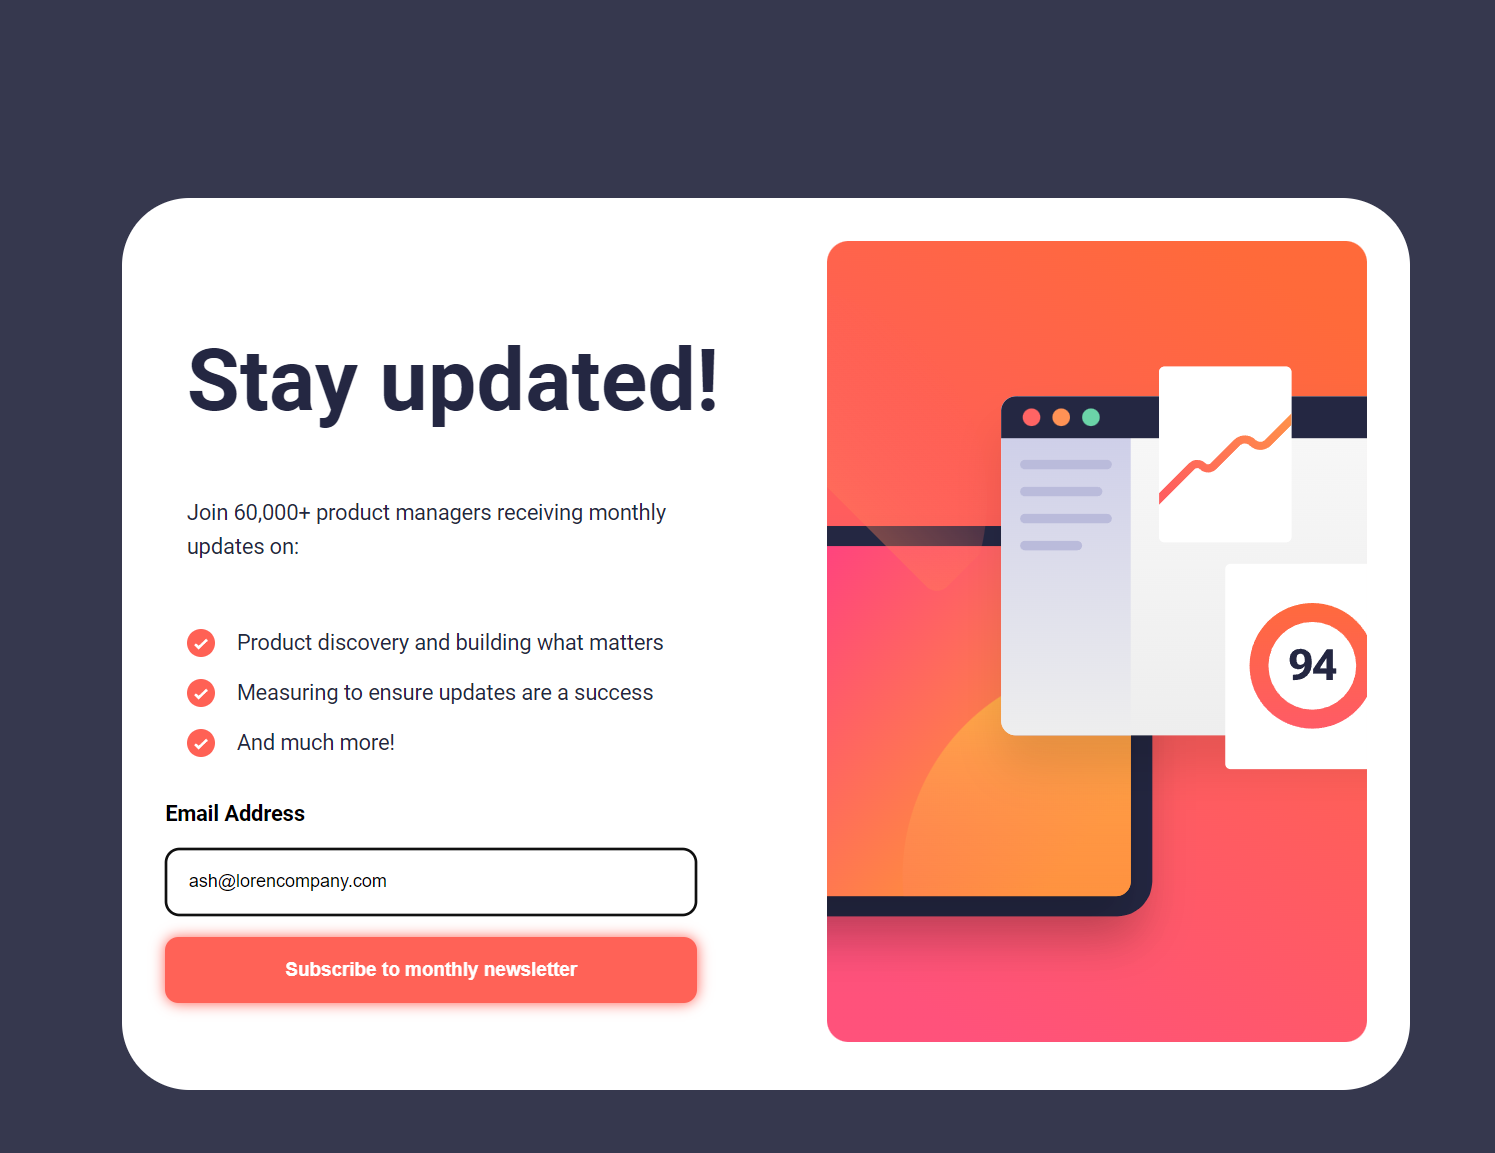 Stay updated!
Join 60,000+ product managers receiving monthly
updates on:
Product discovery and building what matters
Measuring to ensure updates are a success
And much more!
Email Address
ash@lorencompany.com
Subscribe to monthly newsletter
94